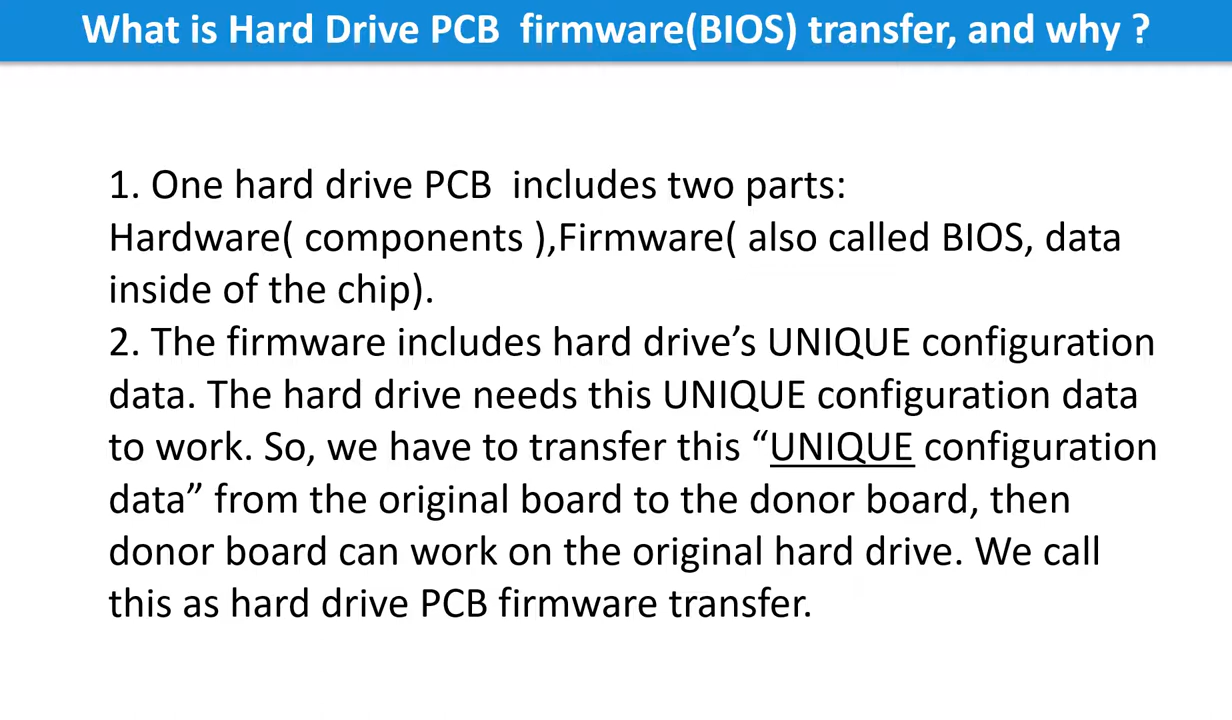 What is Hard Drive PCB  firmware(BIOS) transfer, and why ?
1. One hard drive PCB  includes two parts:
Hardware( components ),Firmware( also called BIOS, data
inside of the chip).
2. The firmware includes hard drive’s UNIQUE configuration
data. The hard drive needs this UNIQUE configuration data
to work. So, we have to transfer this “UNIQUE configuration
data” from the original board to the donor board, then
donor board can work on the original hard drive. We call
this as hard drive PCB firmware transfer.